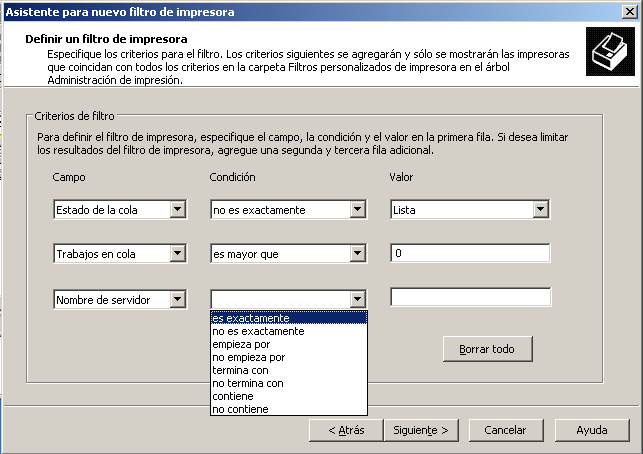 Asistente para nuevo filtro de impresora
Definir un filtro de impresora
Especifique los criterios para el filtro. Los criterios siguientes se agregarán y sólo se mostrarán las impresoras
que coincidan con todos los criterios en la carpeta Filtros personalizados de impresora en el árbol
Administración de impresión.
Criterios de filtro
Para definir el filtro de impresora, especifique el campo, la condición y el valor en la primera fila. Si desea limitar
los resultados del filtro de impresora, agregue una segunda y tercera fila adicional.
Campo Condición Valor
Estado de la cola no es exactamente Lista
Trabajos en cola es mayor que 0
Nombre de servidor
es exactamente
no es exactamente
empieza por
no empieza por
termina con
no termina con
contiene
no contiene
Borrar todo
< Atrás Siguiente > Cancelar Ayuda